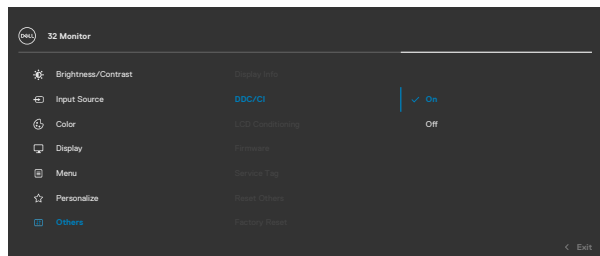 DELL 32 Monitor
Brightness/Contrast Display Info
Input Source DDC/CI On
Color LCD Conditioning Off
Display Firmware
Menu Service Tag
Personalize Reset Others
Others Factory Reset
Exit